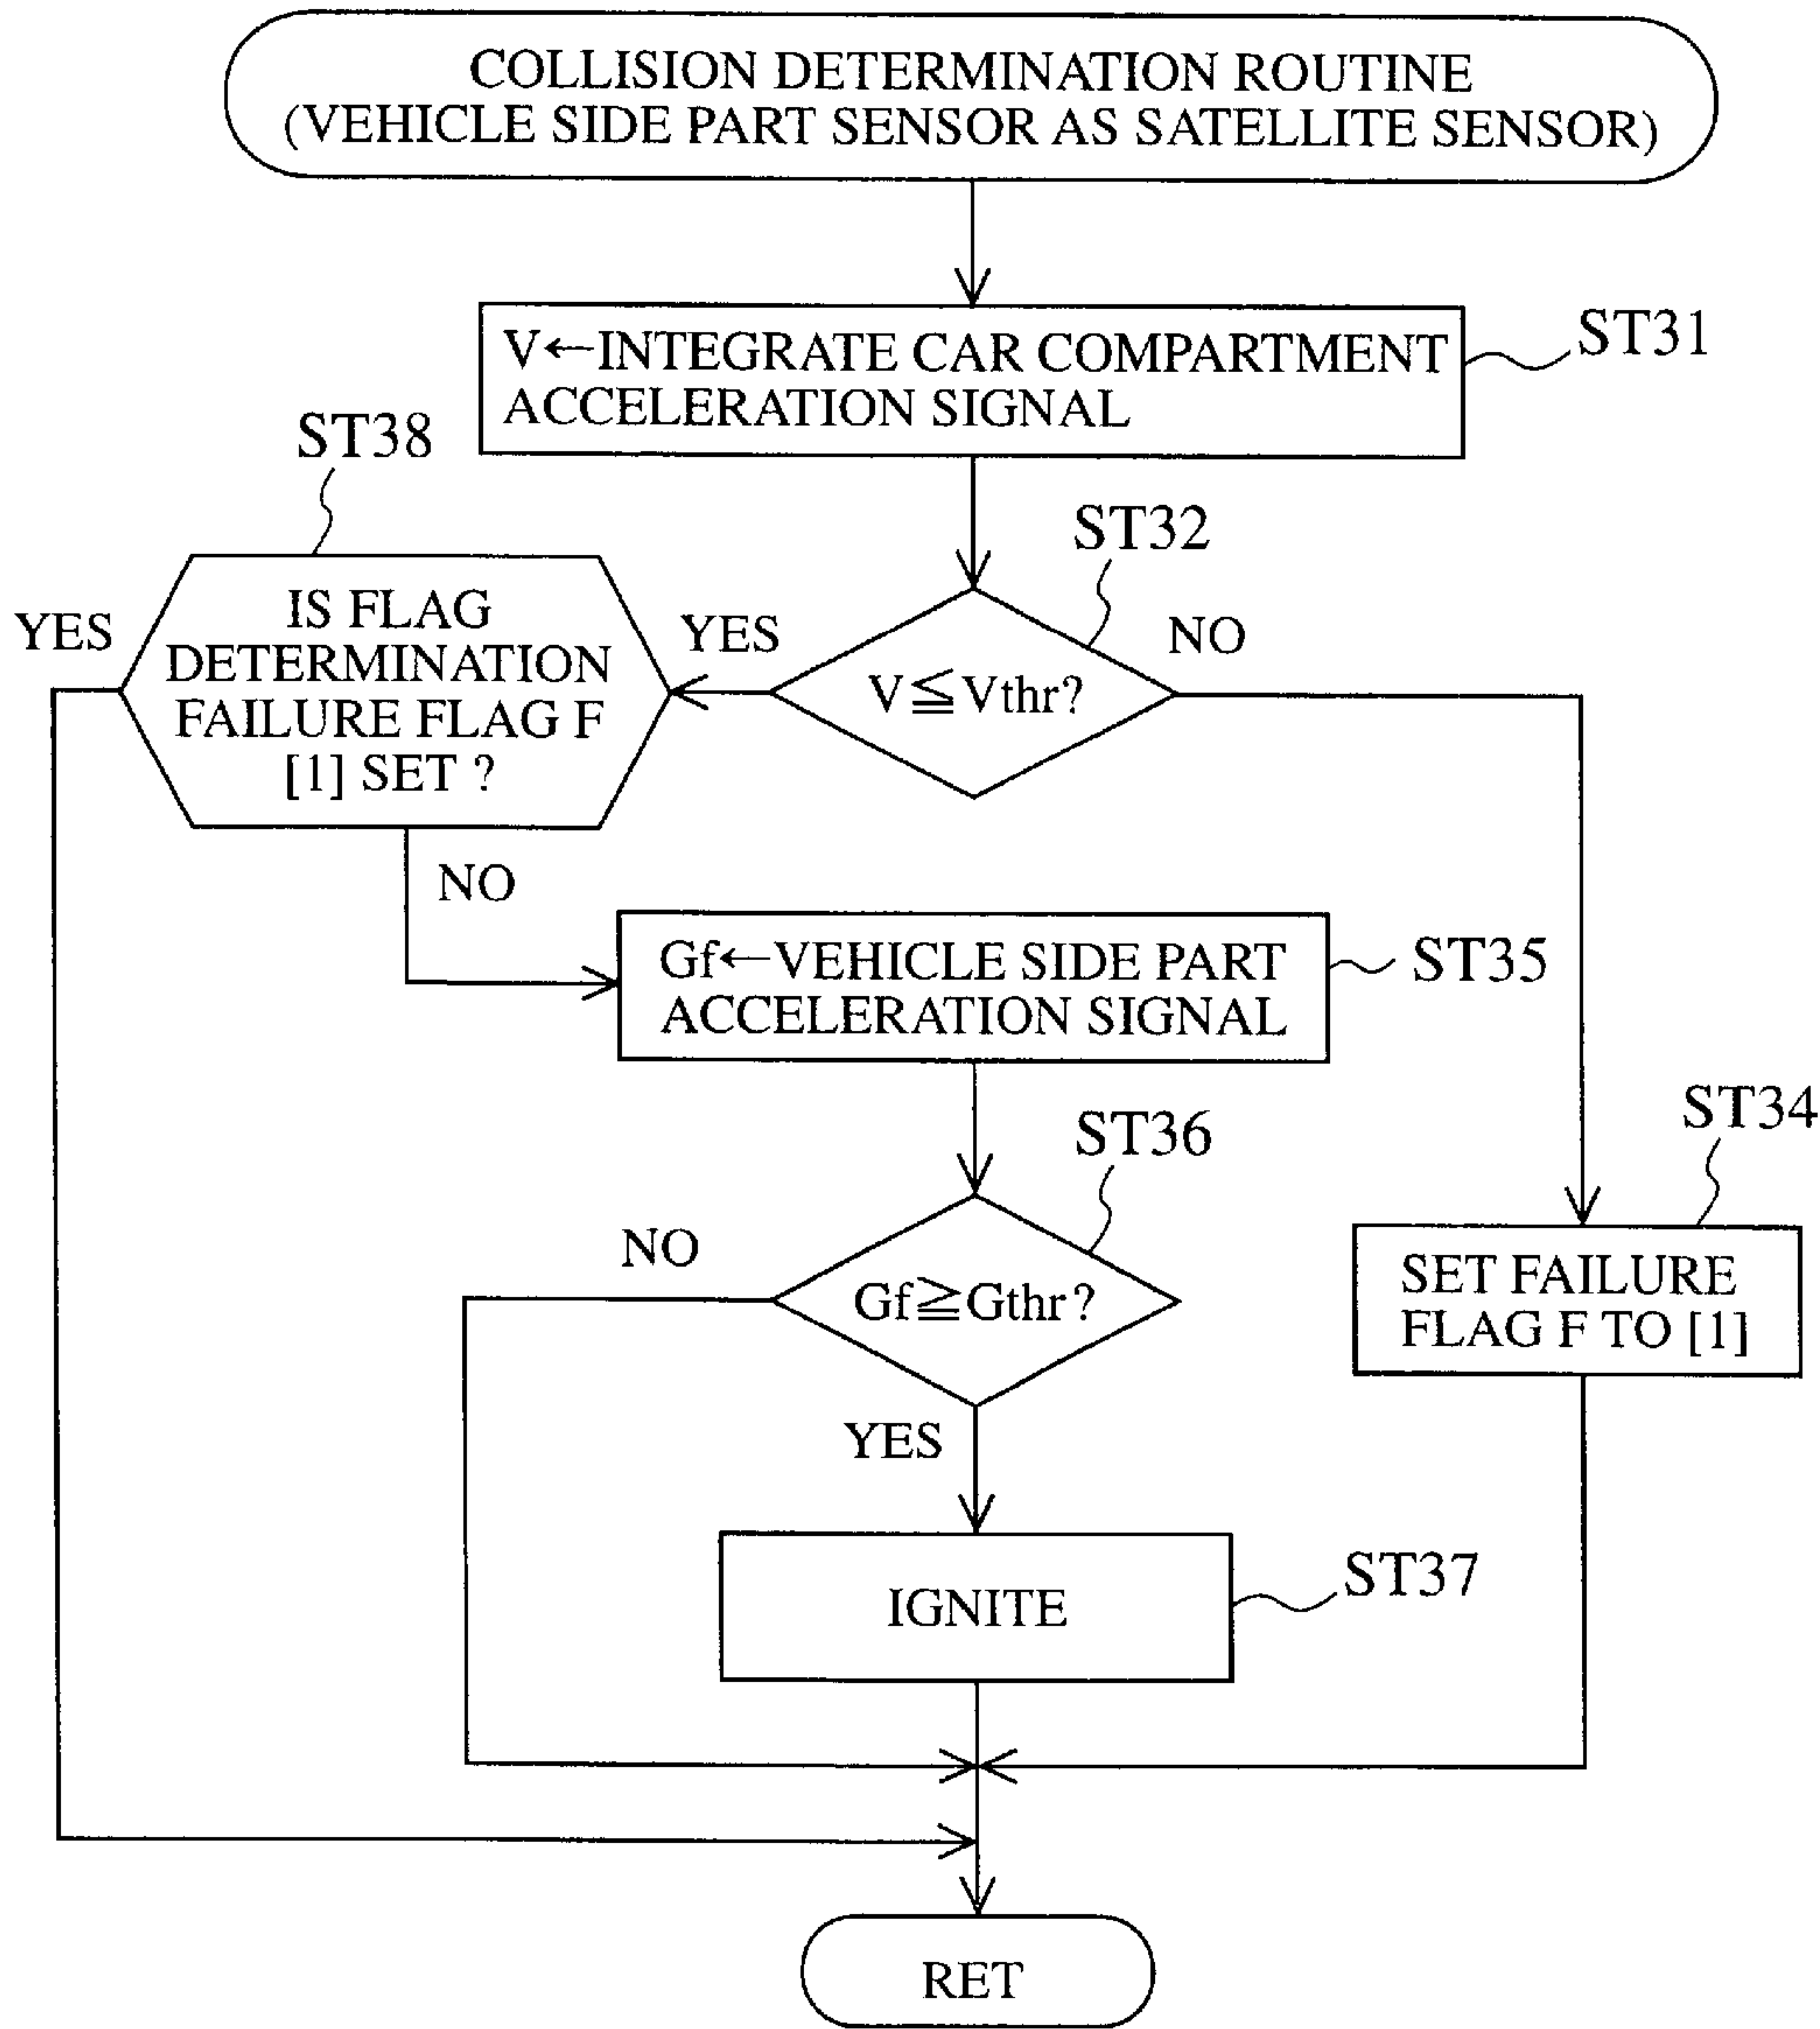 COLLISION DETERMINATION ROUTINE
(VEHICLE SIDE PART SENSOR AS SATELLITE SENSOR)
V←INTEGRATE CAR COMPARTMENT
ACCELERATION SIGNAL
ST31
ST38
ST32
YES
IS FLAG
DETERMINATION
FAILURE FLAG F
[1] SET ?
YES
V≦Vthr?
NO
NO
Gf←VEHICLE SIDE PART
ACCELERATION SIGNAL
ST35
ST36
ST34
NO
Gf≧Gthr?
SET FAILURE
FLAG F TO [1]
YES
IGNITE
ST37
RET